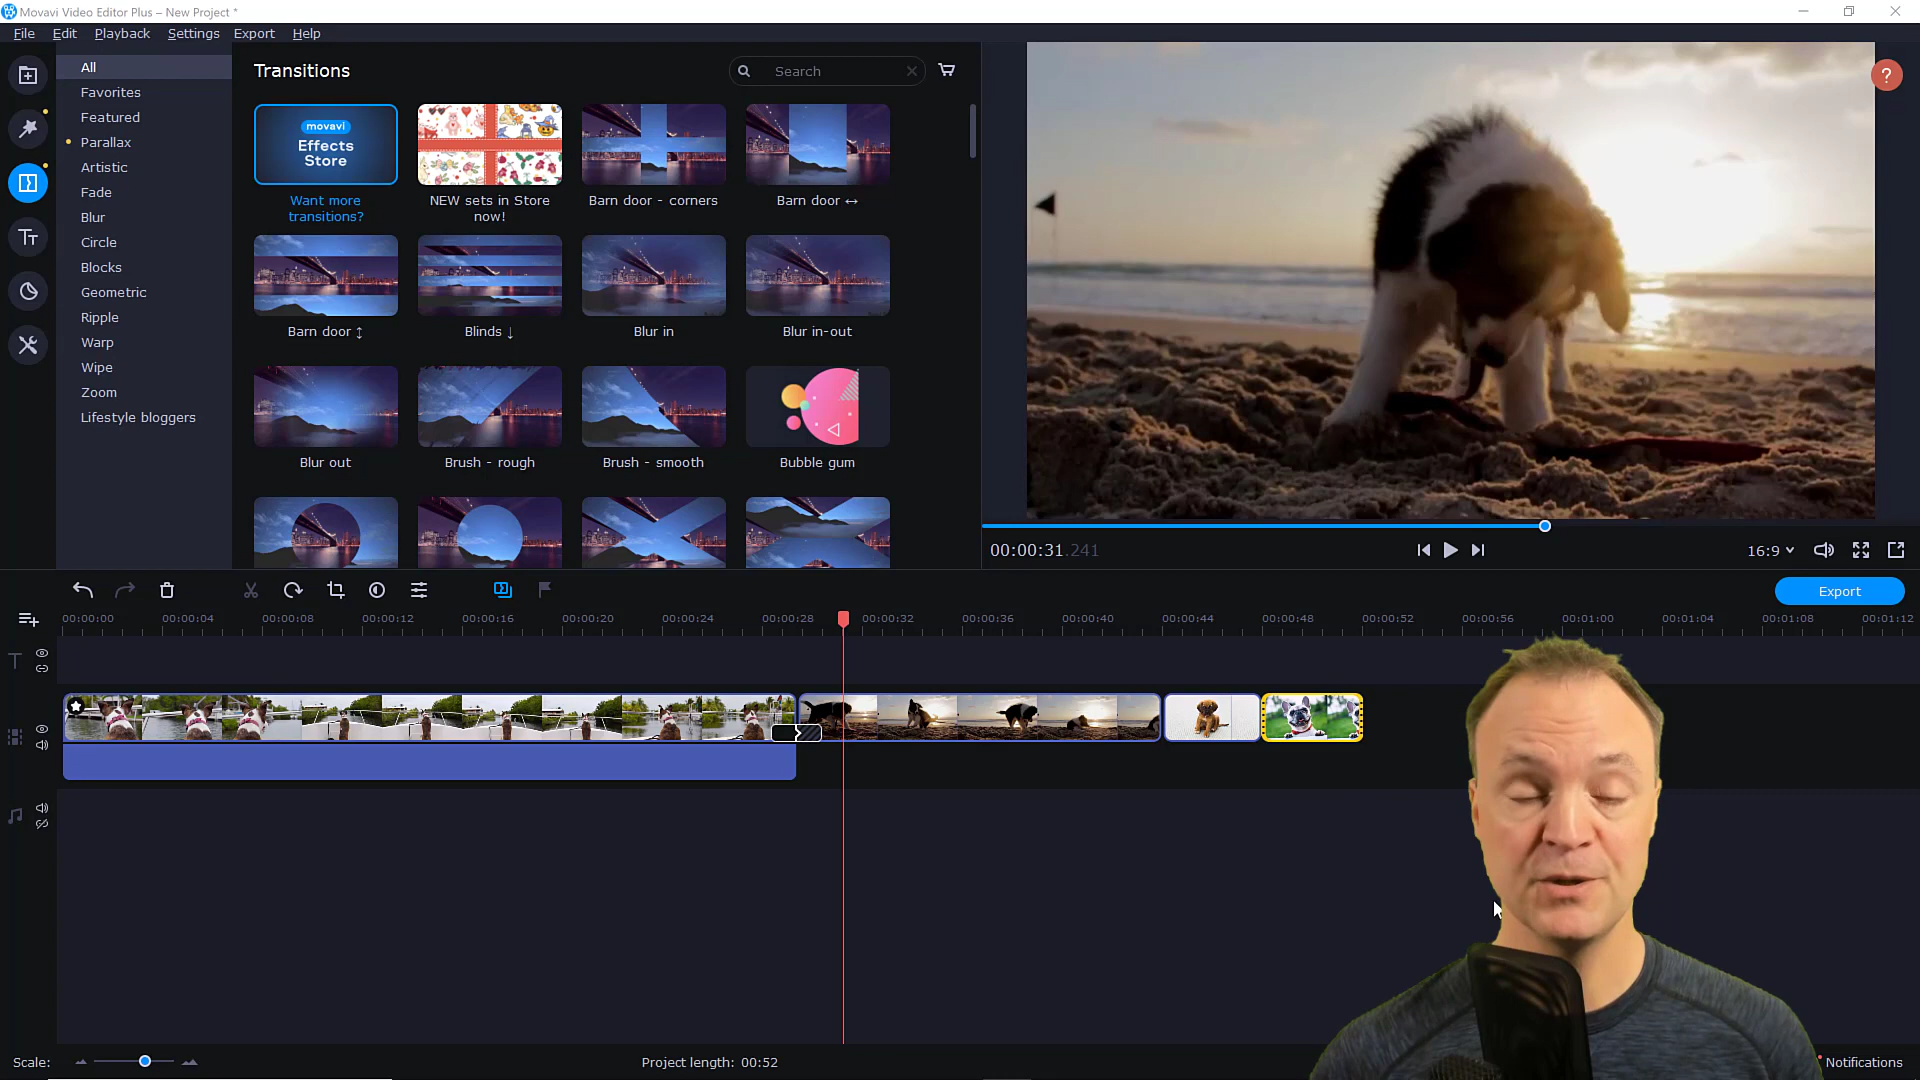 Movavi Video Editor Plus – New Project *
File Edit Playback Settings Export Help
All
Favorites
Featured
Parallax
Artistic
Fade
Blur
Circle
Blocks
Geometric
Ripple
Warp
Wipe
Zoom
Lifestyle bloggers
Transitions
Search
movavi
Effects
Store
Want more
transitions?
NEW sets in Store
now!
Barn door - corners
Barn door ↔
Barn door ↕
Blinds ↓
Blur in
Blur in-out
Blur out
Brush - rough
Brush - smooth
Bubble gum
?
00:00:31.241
16:9
Export
00:00:00 00:00:04 00:00:08 00:00:12 00:00:16 00:00:20 00:00:24 00:00:28 00:00:32 00:00:36 00:00:40 00:00:44 00:00:48 00:00:52 00:00:56 00:01:00 00:01:04 00:01:08 00:01:12
Scale:
Project length: 00:52
Notifications